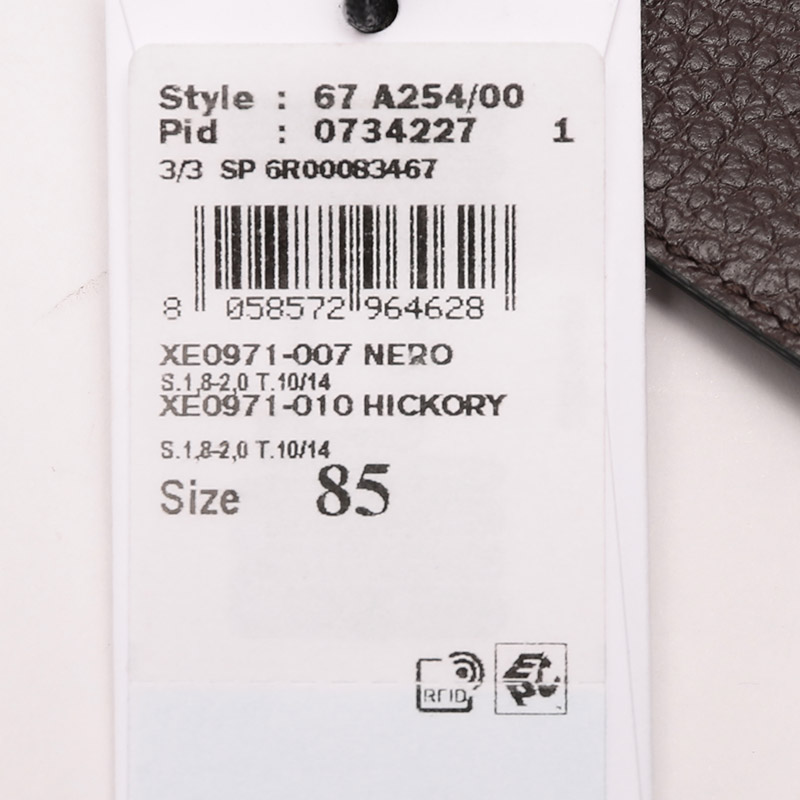 Style : 67 A254/00
Pid : 0734227 1
3/3 SP 6R00083467
8 058572 964628
XE0971-007 NERO
S.1,8-2,0 T.10/14
XE0971-010 HICKORY
S.1,8-2,0 T.10/14
Size 85
RFID